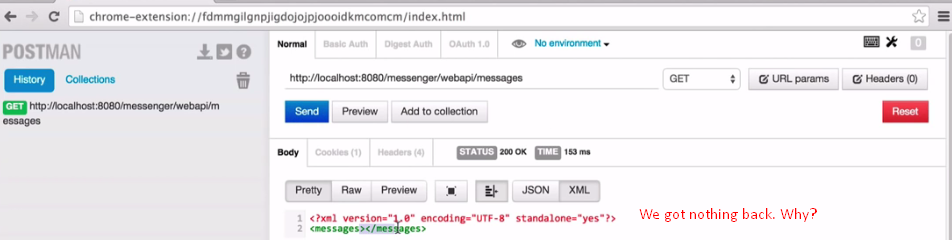 chrome-extension://fdmmgilgnpjigdojojpjoooidkmcomcm/index.html
POSTMAN
History
Collections
GET http://localhost:8080/messenger/webapi/m
essages
Normal
Basic Auth
Digest Auth
OAuth 1.0
No environment
0
http://localhost:8080/messenger/webapi/messages
GET
URL params
Headers (0)
Send
Preview
Add to collection
Reset
Body
Cookies (1)
Headers (4)
STATUS 200 OK
TIME 153 ms
Pretty
Raw
Preview
JSON
XML
1 <?xml version="1.0" encoding="UTF-8" standalone="yes"?>
2 <messages></messages>
We got nothing back. Why?